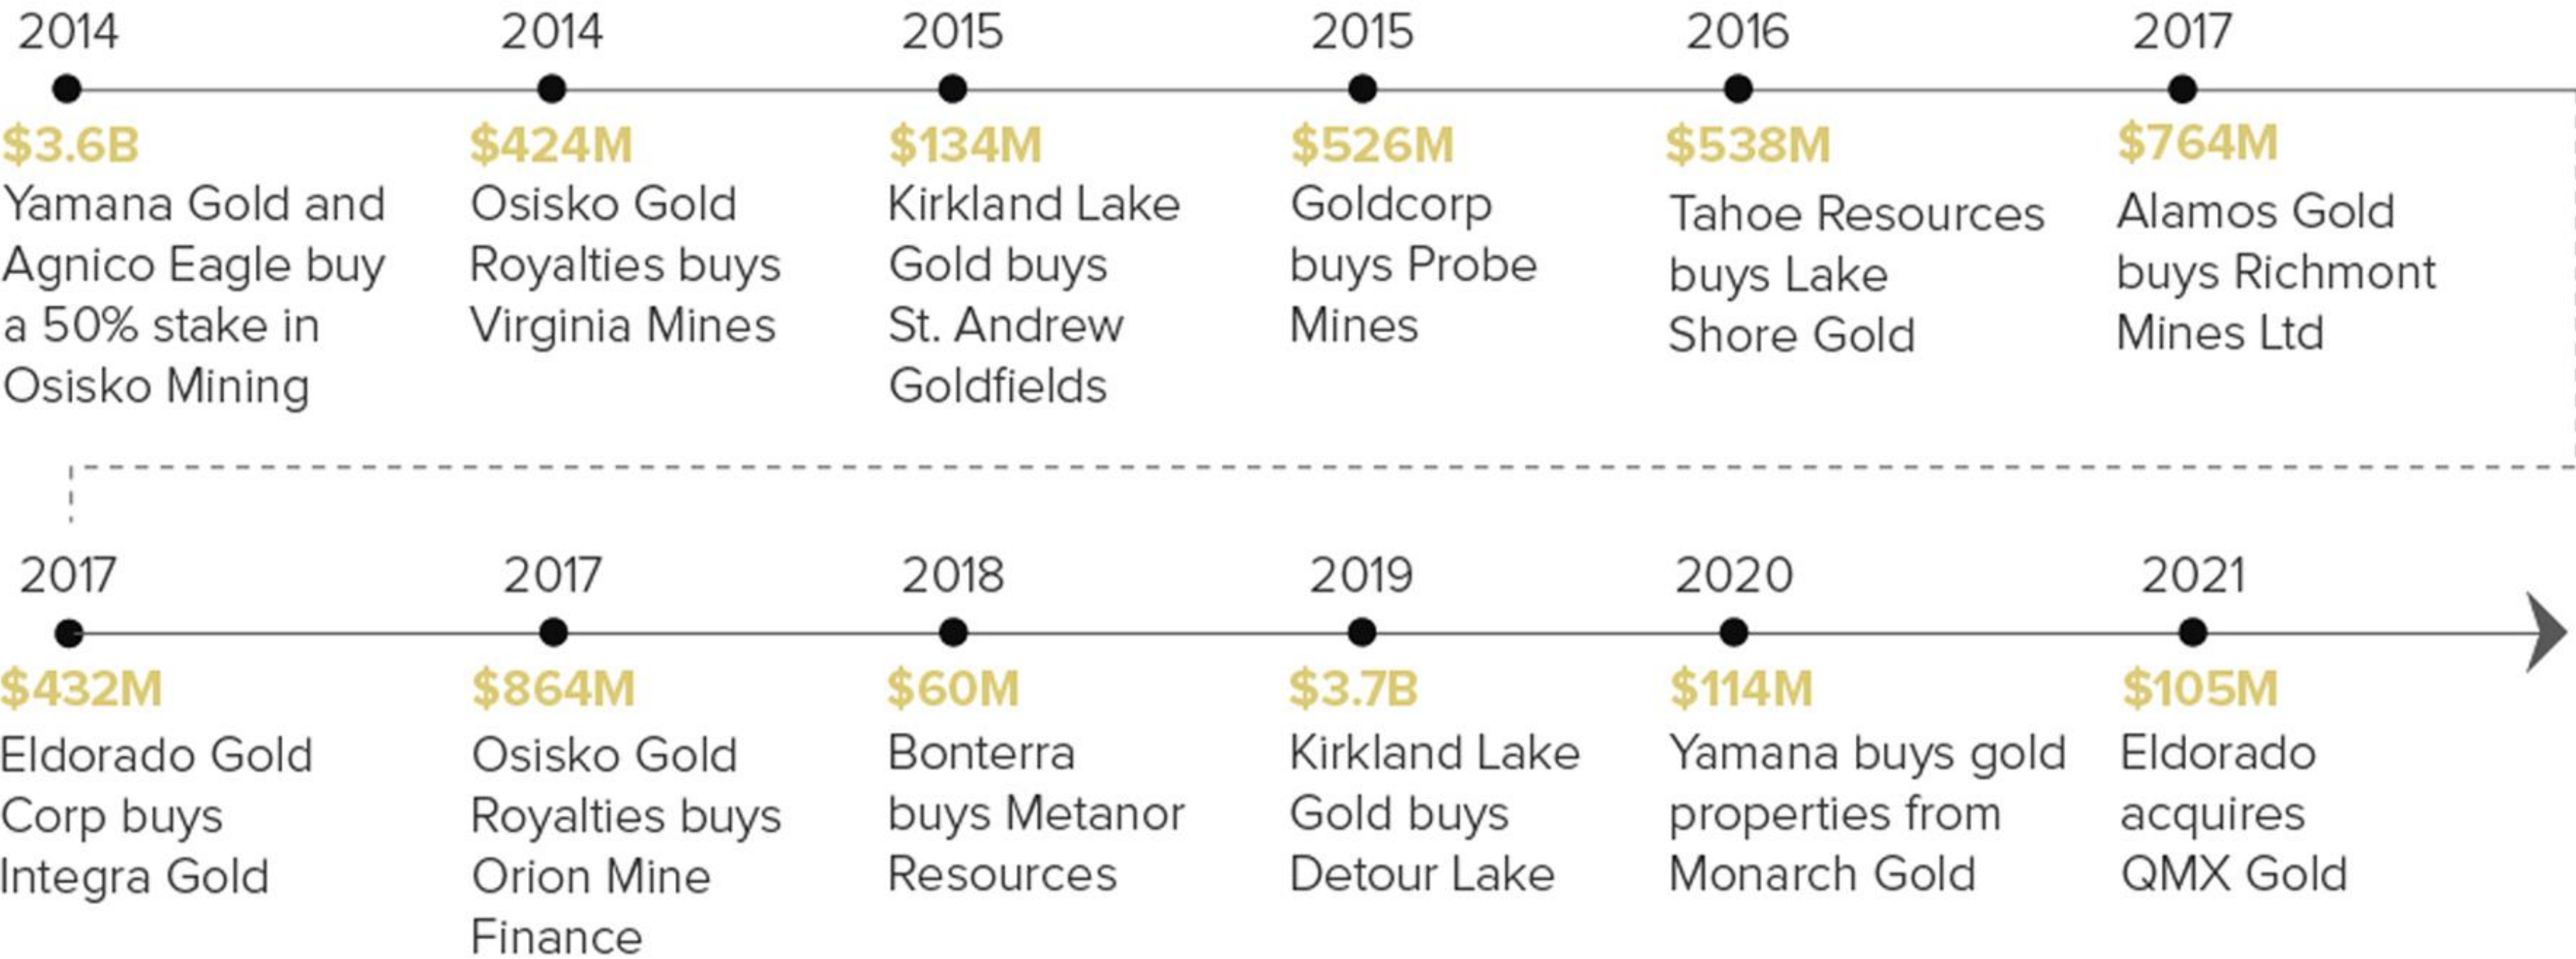 2014
$3.6B
Yamana Gold and
Agnico Eagle buy
a 50% stake in
Osisko Mining
2014
$424M
Osisko Gold
Royalties buys
Virginia Mines
2015
$134M
Kirkland Lake
Gold buys
St. Andrew
Goldfields
2015
$526M
Goldcorp
buys Probe
Mines
2016
$538M
Tahoe Resources
buys Lake
Shore Gold
2017
$764M
Alamos Gold
buys Richmont
Mines Ltd
2017
$432M
Eldorado Gold
Corp buys
Integra Gold
2017
$864M
Osisko Gold
Royalties buys
Orion Mine
Finance
2018
$60M
Bonterra
buys Metanor
Resources
2019
$3.7B
Kirkland Lake
Gold buys
Detour Lake
2020
$114M
Yamana buys gold
properties from
Monarch Gold
2021
$105M
Eldorado
acquires
QMX Gold